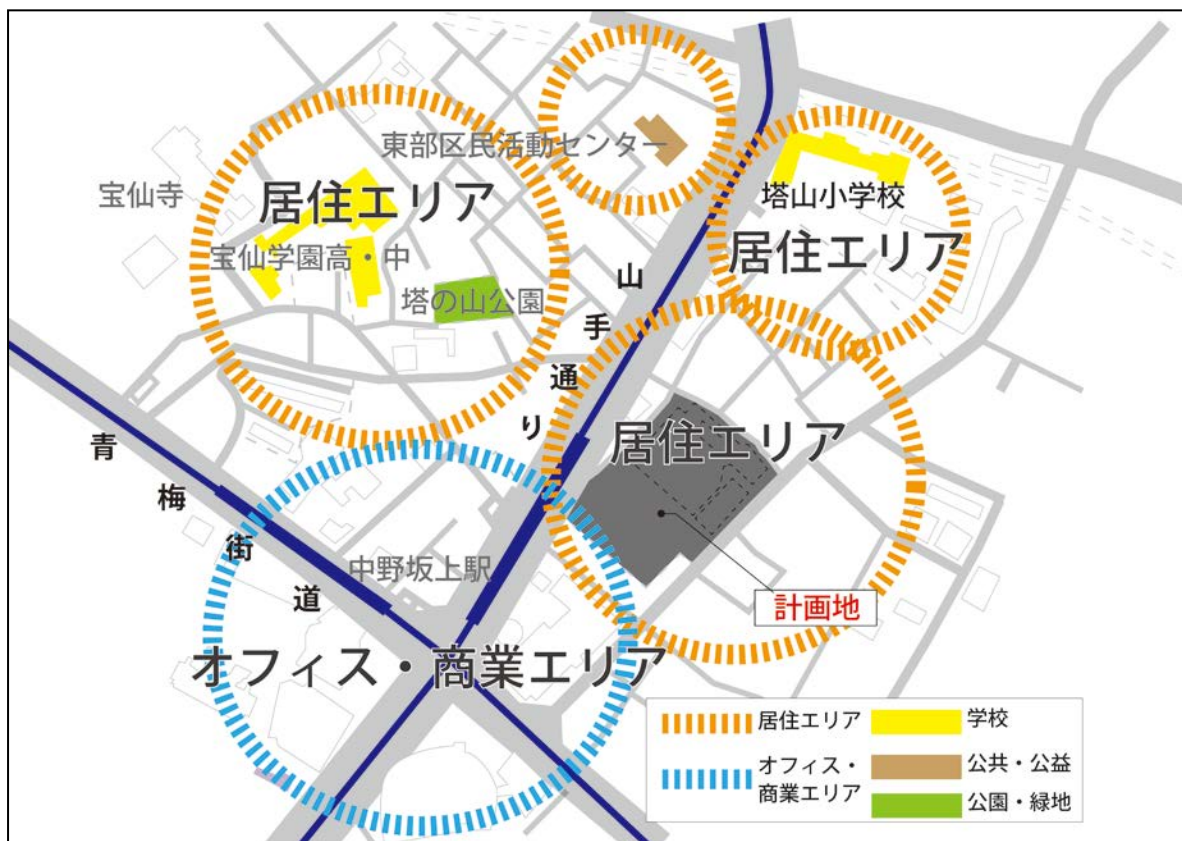 東部区民活動センター
宝仙寺
居住エリア
宝仙学園高・中
塔の山公園
塔山小学校
居住エリア
山手通り
居住エリア
青梅街道
中野坂上駅
計画地
オフィス・商業エリア
居住エリア
学校
オフィス・
商業エリア
公共・公益
公園・緑地